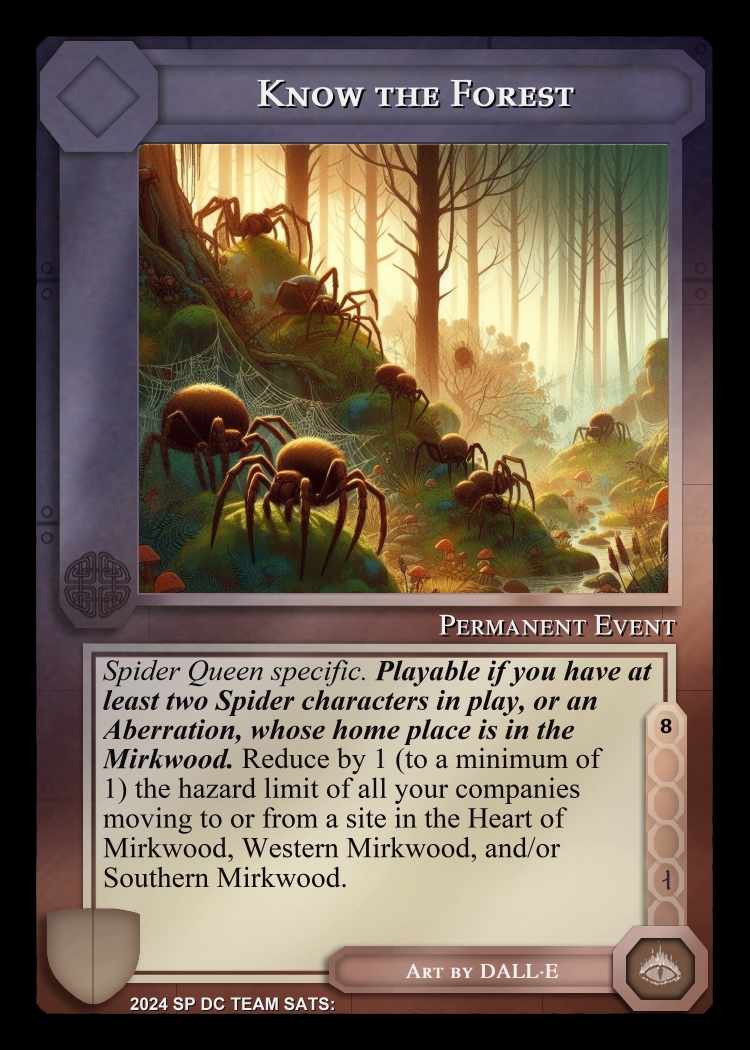 Know the Forest
Permanent Event
Spider Queen specific. Playable if you have at
least two Spider characters in play, or an
Aberration, whose home place is in the
Mirkwood. Reduce by 1 (to a minimum of
1) the hazard limit of all your companies
moving to or from a site in the Heart of
Mirkwood, Western Mirkwood, and/or
Southern Mirkwood.
8
Art by DALL·E
2024 SP DC TEAM SATS: